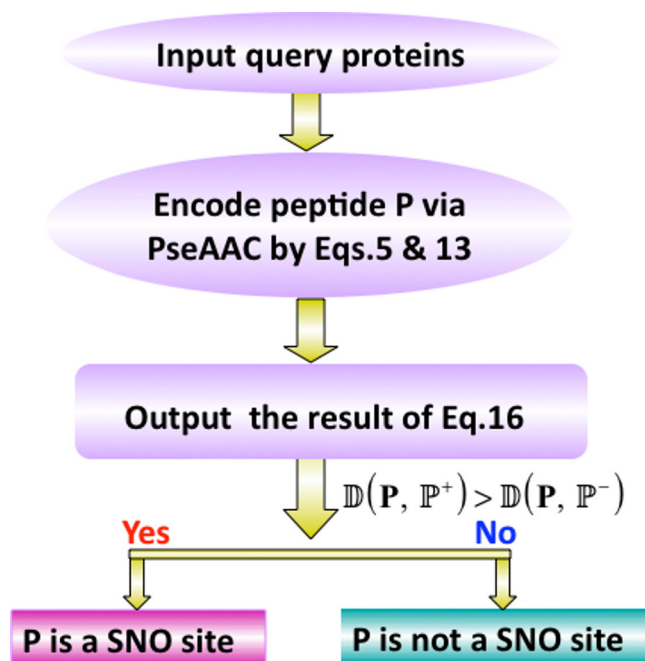 Input query proteins
Encode peptide P via
PseAAC by Eqs.5 & 13
Output the result of Eq.16
𝔻(P, ℙ⁺) > 𝔻(P, ℙ⁻)
Yes
No
P is a SNO site
P is not a SNO site